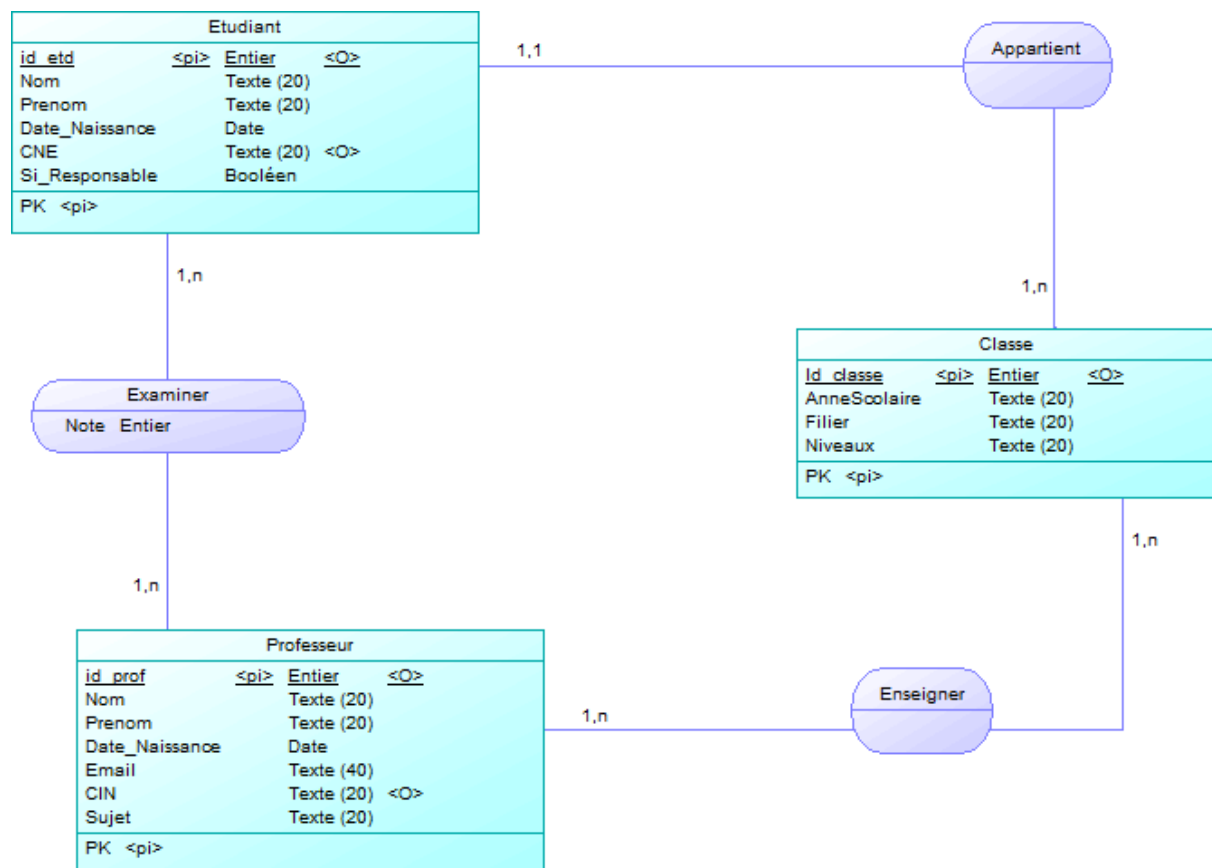 Etudiant
id_etd <pi> Entier <O>
Nom Texte (20)
Prenom Texte (20)
Date_Naissance Date
CNE Texte (20) <O>
Si_Responsable Booléen
PK <pi>
1,1
Appartient
1,n
1,n
Classe
Id_classe <pi> Entier <O>
AnneScolaire Texte (20)
Filier Texte (20)
Niveaux Texte (20)
PK <pi>
Examiner
Note Entier
1,n
1,n
Professeur
id_prof <pi> Entier <O>
Nom Texte (20)
Prenom Texte (20)
Date_Naissance Date
Email Texte (40)
CIN Texte (20) <O>
Sujet Texte (20)
PK <pi>
1,n
Enseigner